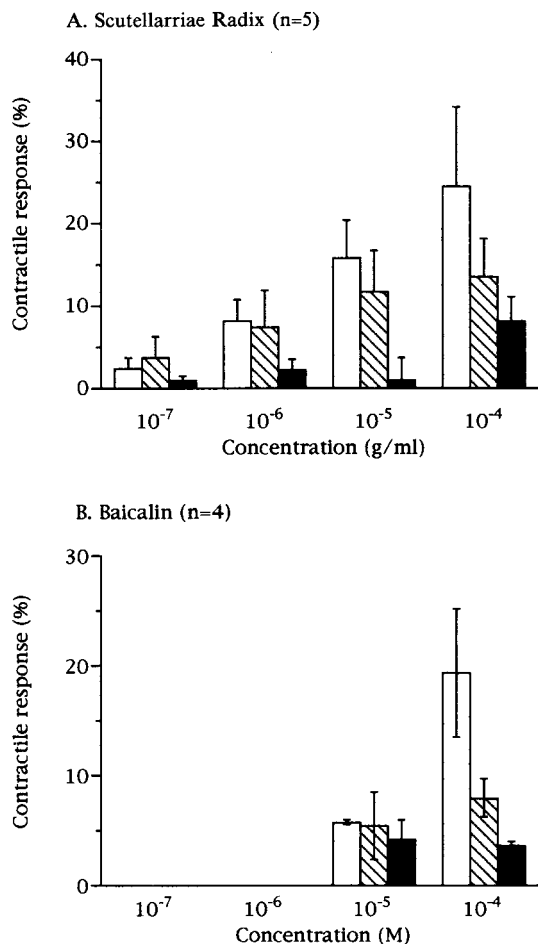 A. Scutellarriae Radix (n=5)
40
30
20
10
0
Contractile response (%)
10-7 10-6 10-5 10-4
Concentration (g/ml)
B. Baicalin (n=4)
30
20
10
0
Contractile response (%)
10-7 10-6 10-5 10-4
Concentration (M)